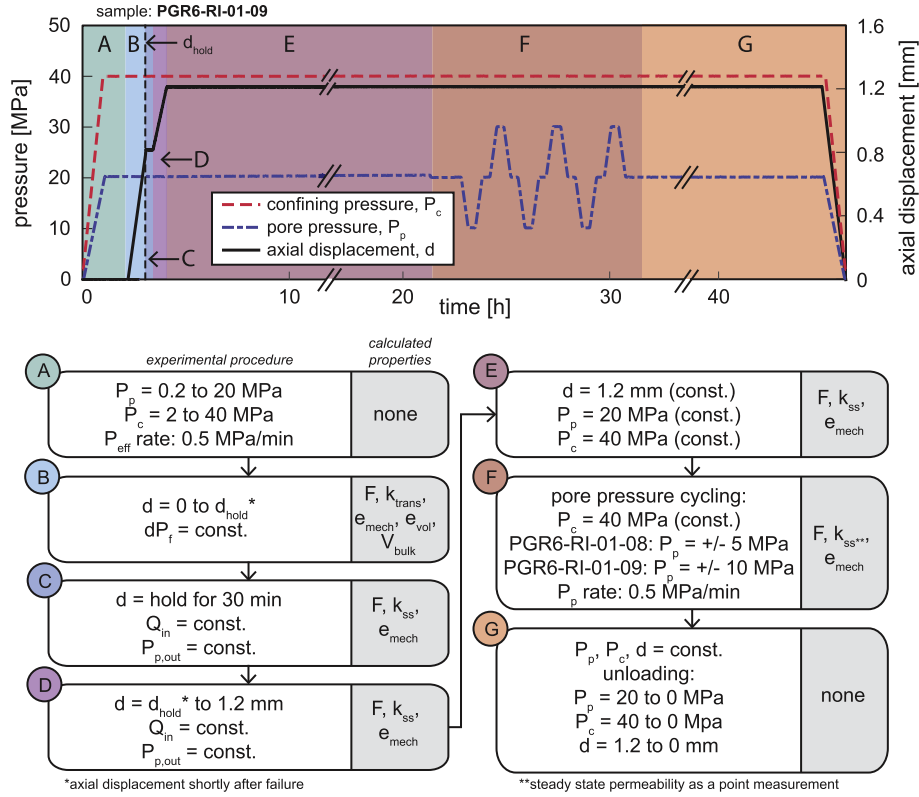 sample: PGR6-RI-01-09
50
40
30
20
10
0
pressure [MPa]
A
B
d_hold
E
F
G
D
C
confining pressure, P_c
pore pressure, P_p
axial displacement, d
1.6
1.2
0.8
0.4
0
axial displacement [mm]
0
10
20
30
40
time [h]
experimental procedure
calculated properties
A
P_p = 0.2 to 20 MPa
P_c = 2 to 40 MPa
P_eff rate: 0.5 MPa/min
none
B
d = 0 to d_hold*
dP_f = const.
F, k_trans,
e_mech, e_vol,
V_bulk
C
d = hold for 30 min
Q_in = const.
P_p,out = const.
F, k_ss,
e_mech
D
d = d_hold* to 1.2 mm
Q_in = const.
P_p,out = const.
F, k_ss,
e_mech
*axial displacement shortly after failure
E
d = 1.2 mm (const.)
P_p = 20 MPa (const.)
P_c = 40 MPa (const.)
F, k_ss,
e_mech
F
pore pressure cycling:
P_c = 40 MPa (const.)
PGR6-RI-01-08: P_p = +/- 5 MPa
PGR6-RI-01-09: P_p = +/- 10 MPa
P_p rate: 0.5 MPa/min
F, k_ss**,
e_mech
G
P_p, P_c, d = const.
unloading:
P_p = 20 to 0 MPa
P_c = 40 to 0 Mpa
d = 1.2 to 0 mm
none
**steady state permeability as a point measurement